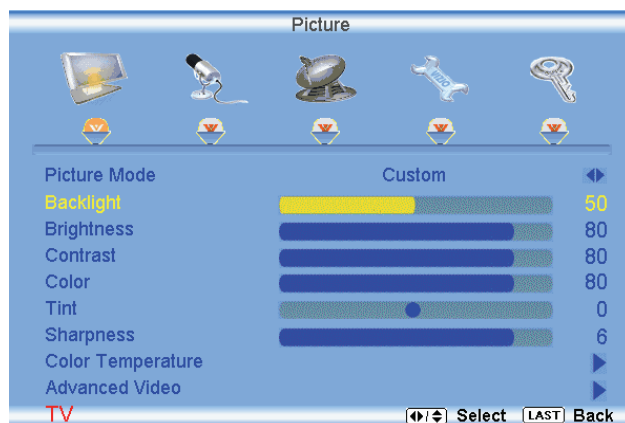 Picture
Picture Mode Custom
Backlight 50
Brightness 80
Contrast 80
Color 80
Tint 0
Sharpness 6
Color Temperature
Advanced Video
TV / Select LAST Back